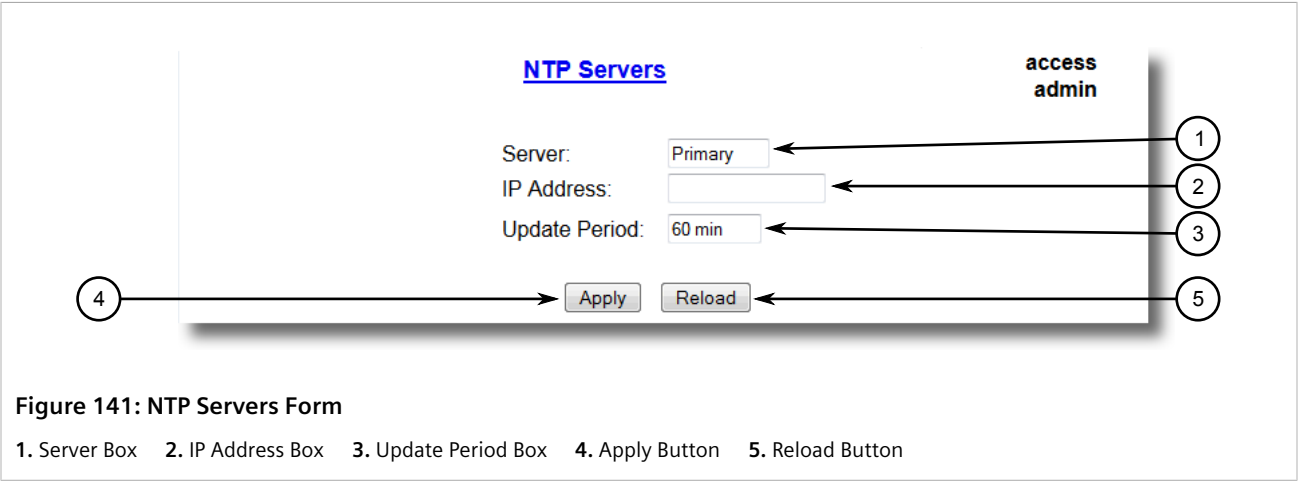 NTP Servers
access
admin
Server: Primary 1
IP Address: 2
Update Period: 60 min 3
4 Apply Reload 5
Figure 141: NTP Servers Form
1. Server Box 2. IP Address Box 3. Update Period Box 4. Apply Button 5. Reload Button